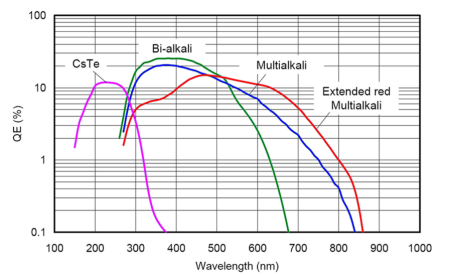 100
Bi-alkali
CsTe
Multialkali
10
Extended red
Multialkali
QE (%)
1
0.1
100 200 300 400 500 600 700 800 900 1000
Wavelength (nm)